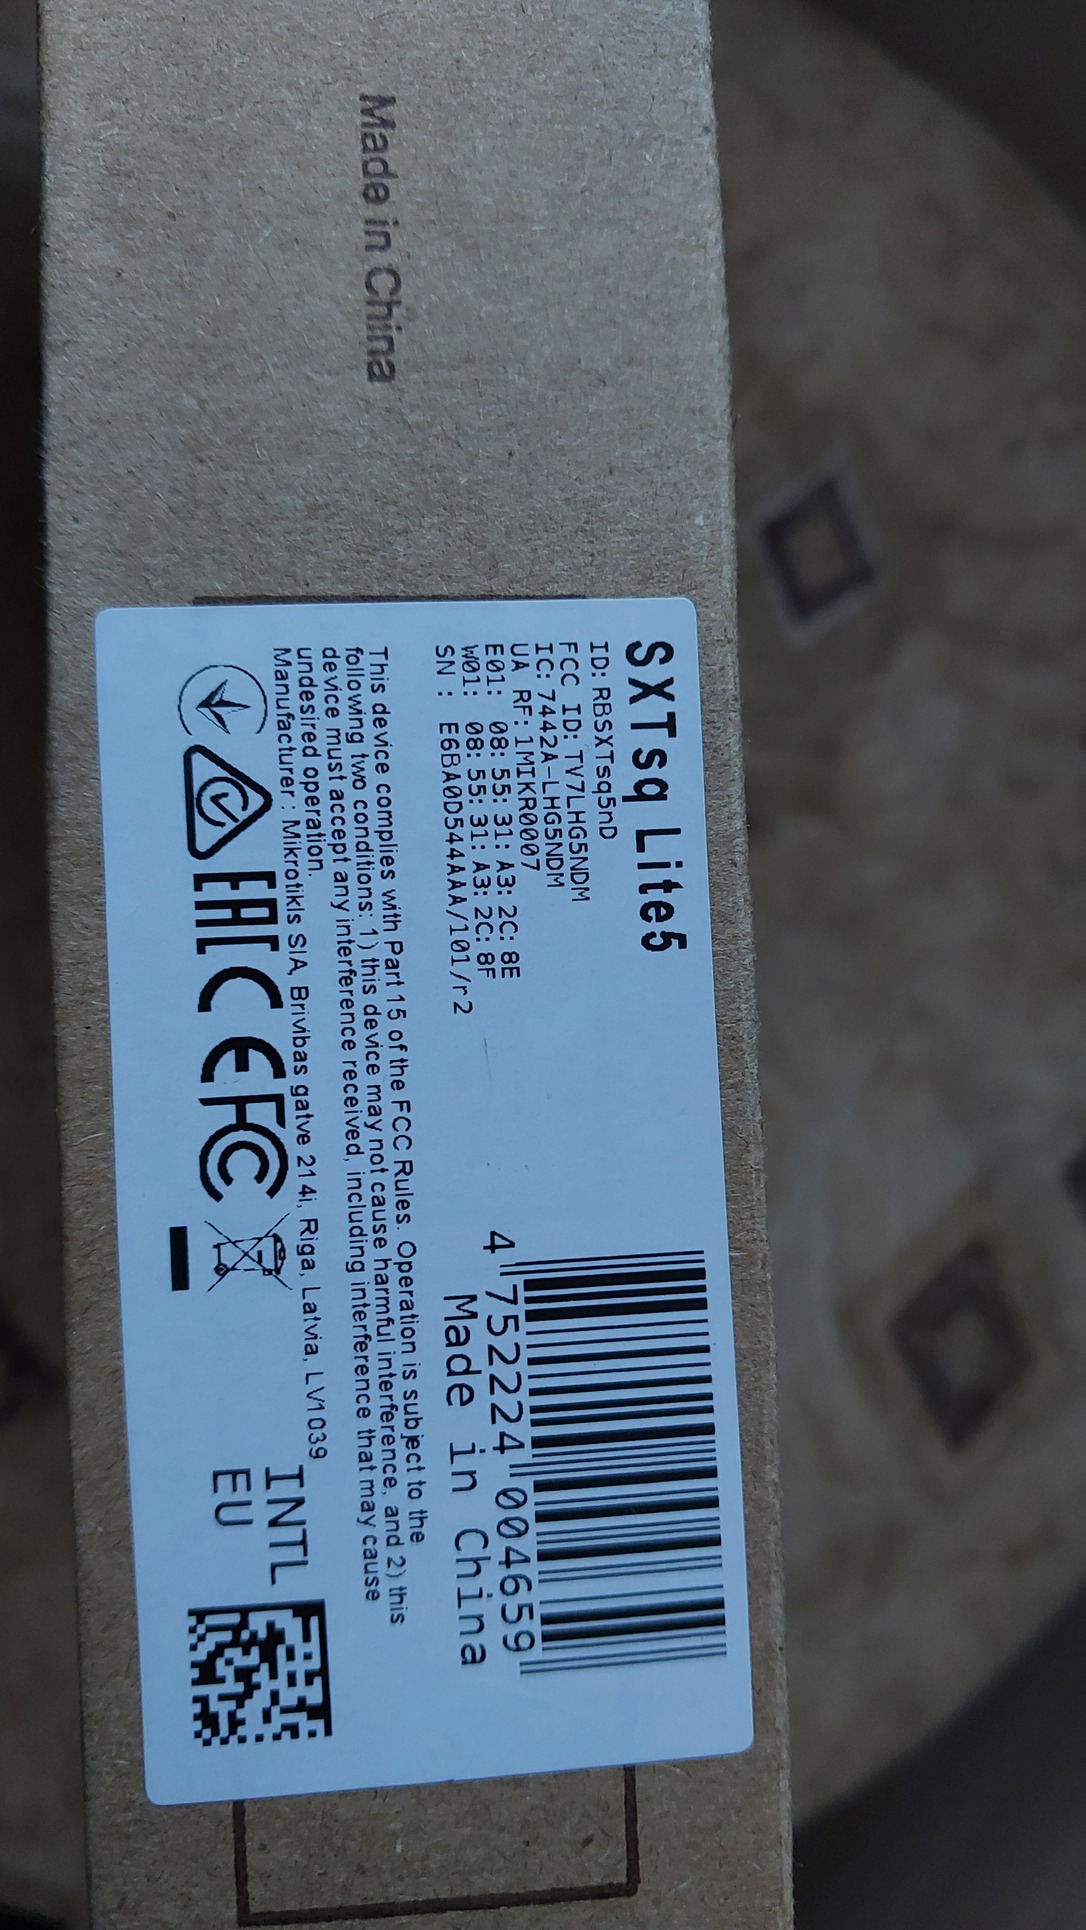 Made in China
SXTsq Lite5
ID: RBSXTsq5nD
FCC ID: TV7LHG5NDM
IC: 7442A-LHG5NDM
UA RF: 1MIKR0007
E01: 08:55:31:A3:2C:8E
W01: 08:55:31:A3:2C:8F
SN : E6BA0D544AAA/101/r2
4 752224 004659
Made in China
This device complies with Part 15 of the FCC Rules. Operation is subject to the
following two conditions: 1) this device may not cause harmful interference, and 2) this
device must accept any interference received, including interference that may cause
undesired operation.
Manufacturer : Mikrotikls SIA, Brivibas gatve 214i, Riga, Latvia, LV1039
EAC CE FC
INTL
EU